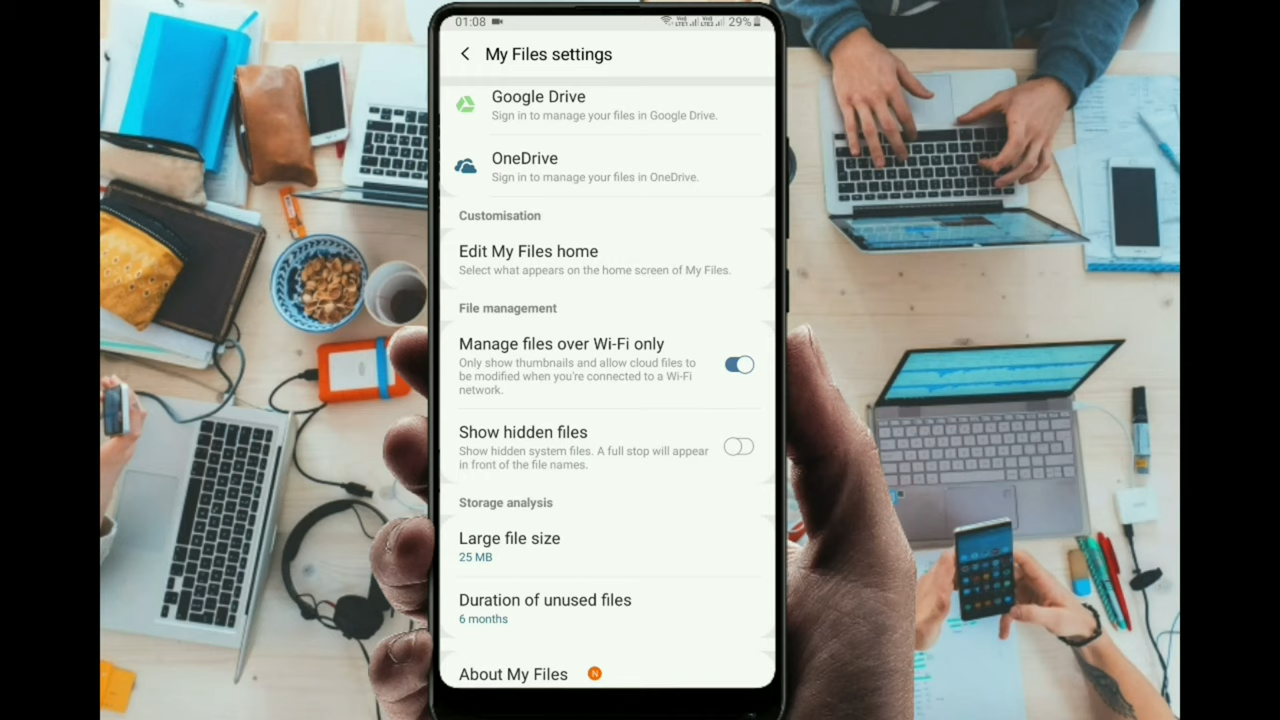 01:08 29%
My Files settings
Google Drive
Sign in to manage your files in Google Drive.
OneDrive
Sign in to manage your files in OneDrive.
Customisation
Edit My Files home
Select what appears on the home screen of My Files.
File management
Manage files over Wi-Fi only
Only show thumbnails and allow cloud files to
be modified when you're connected to a Wi-Fi
network.
Show hidden files
Show hidden system files. A full stop will appear
in front of the file names.
Storage analysis
Large file size
25 MB
Duration of unused files
6 months
About My Files N